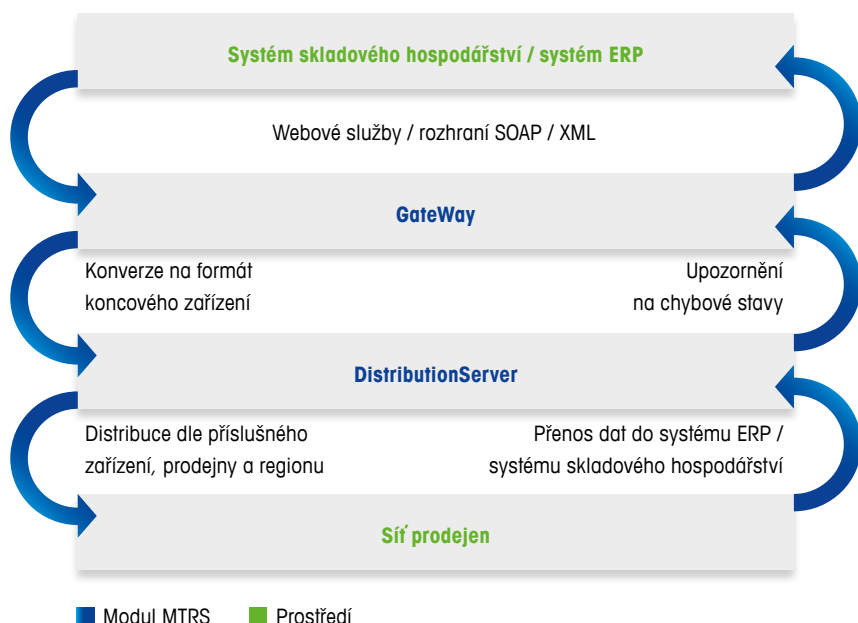 Systém skladového hospodářství / systém ERP
Webové služby / rozhraní SOAP / XML
GateWay
Konverze na formát
koncového zařízení
Upozornění
na chybové stavy
DistributionServer
Distribuce dle příslušného
zařízení, prodejny a regionu
Přenos dat do systému ERP /
systému skladového hospodářství
Síť prodejen
Modul MTRS
Prostředí